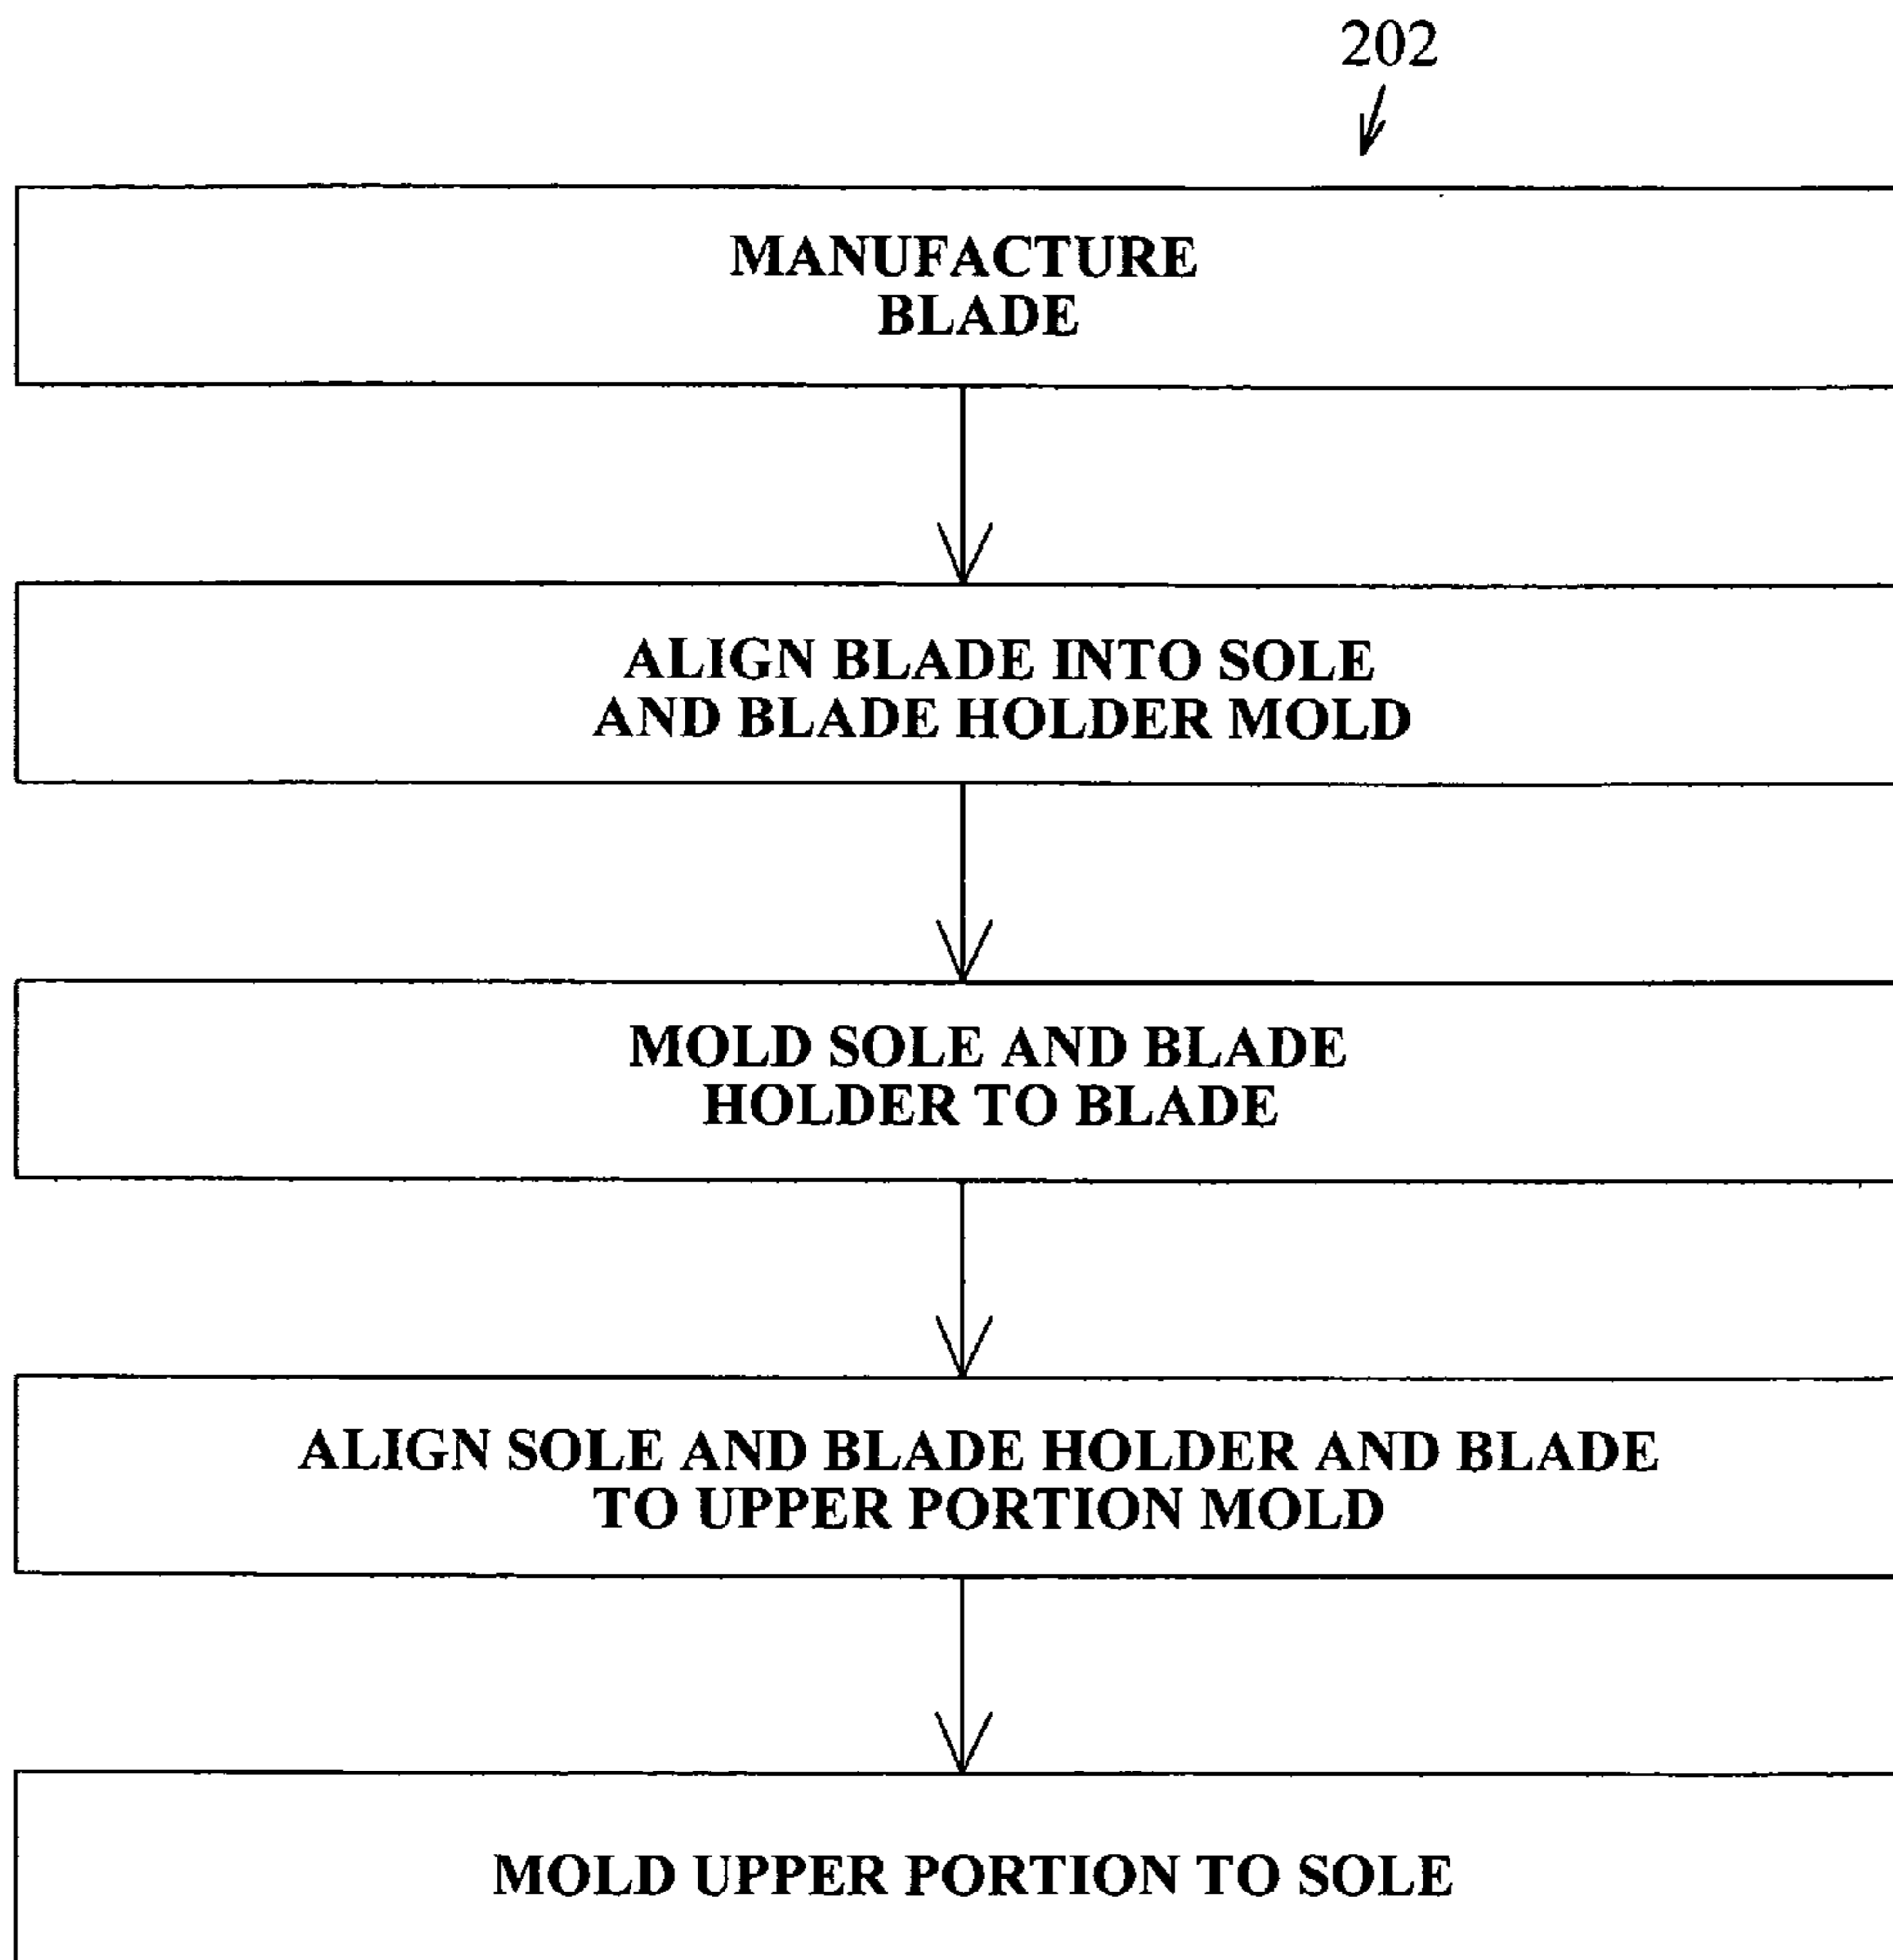 202
MANUFACTURE
BLADE
ALIGN BLADE INTO SOLE
AND BLADE HOLDER MOLD
MOLD SOLE AND BLADE
HOLDER TO BLADE
ALIGN SOLE AND BLADE HOLDER AND BLADE
TO UPPER PORTION MOLD
MOLD UPPER PORTION TO SOLE